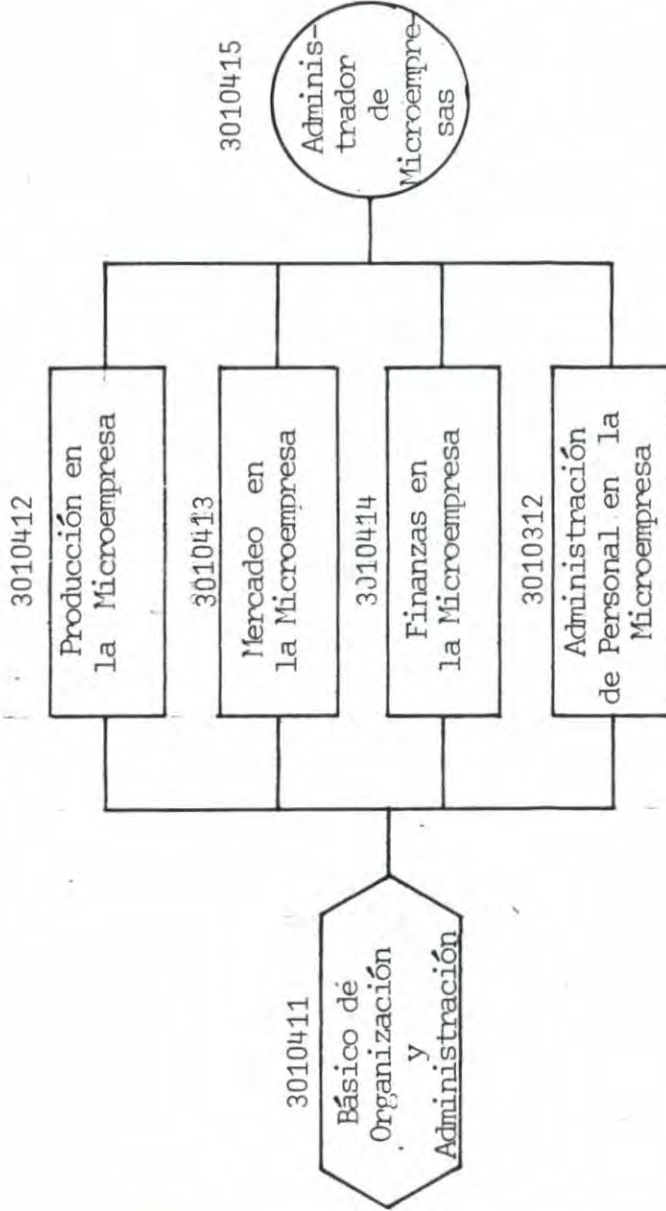 3010411
Básico dé
Organización
y
Administración
3010412
Producción en
la Microempresa
3010413
Mercadeo en
la Microempresa
3010414
Finanzas en
la Microempresa
3010312
Administración
de Personal en la
Microempresa
3010415
Adminis-
trador
de
Microempre-
sas